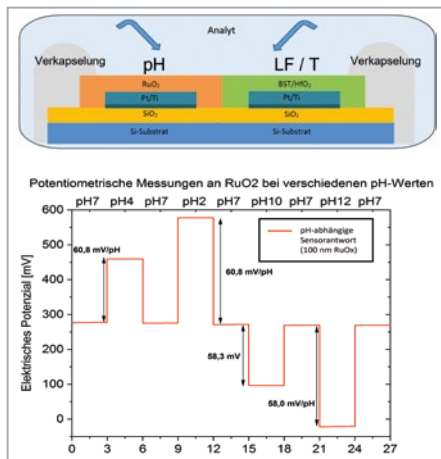 Analyt
Verkapselung
Verkapselung
pH
LF / T
RuO₂
BST/HfO₂
Pt/Ti
Pt/Ti
SiO₂
SiO₂
Si-Substrat
Si-Substrat
Potentiometrische Messungen an RuO2 bei verschiedenen pH-Werten
pH7 pH4 pH7 pH2 pH7 pH10 pH7 pH12 pH7
Elektrisches Potenzial [mV]
600
500
400
300
200
100
0
60,8 mV/pH
60,8 mV/pH
58,3 mV
58,0 mV/pH
pH-abhängige
Sensorantwort
(100 nm RuOx)
0 3 6 9 12 15 18 21 24 27